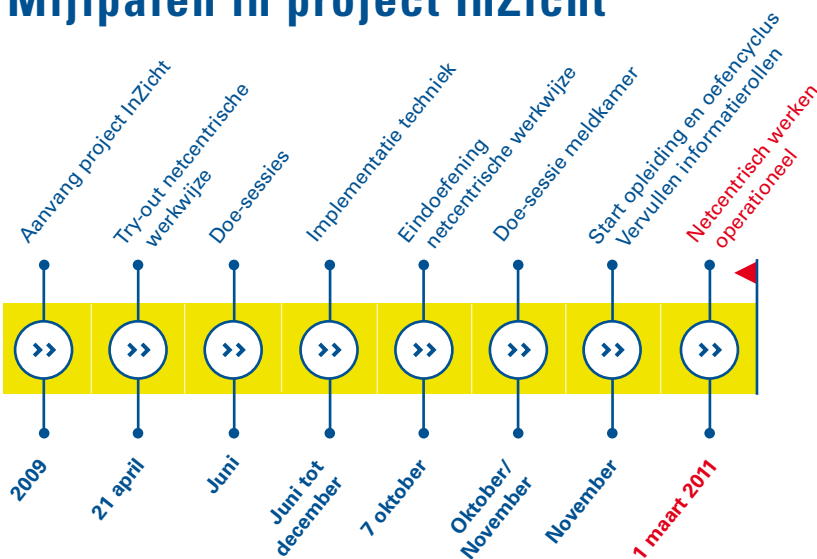 Mijlpalen in project InZicht
Aanvang project InZicht
Try-out netcentrische
werkwijze
Doe-sessies
Implementatie techniek
Eindoefening
netcentrische werkwijze
Doe-sessie meldkamer
Start opleiding en oefencyclus
Vervullen informatierollen
Netcentrisch werken
operationeel
2009
21 april
Juni
Juni tot
december
7 oktober
Oktober/
November
November
1 maart 2011